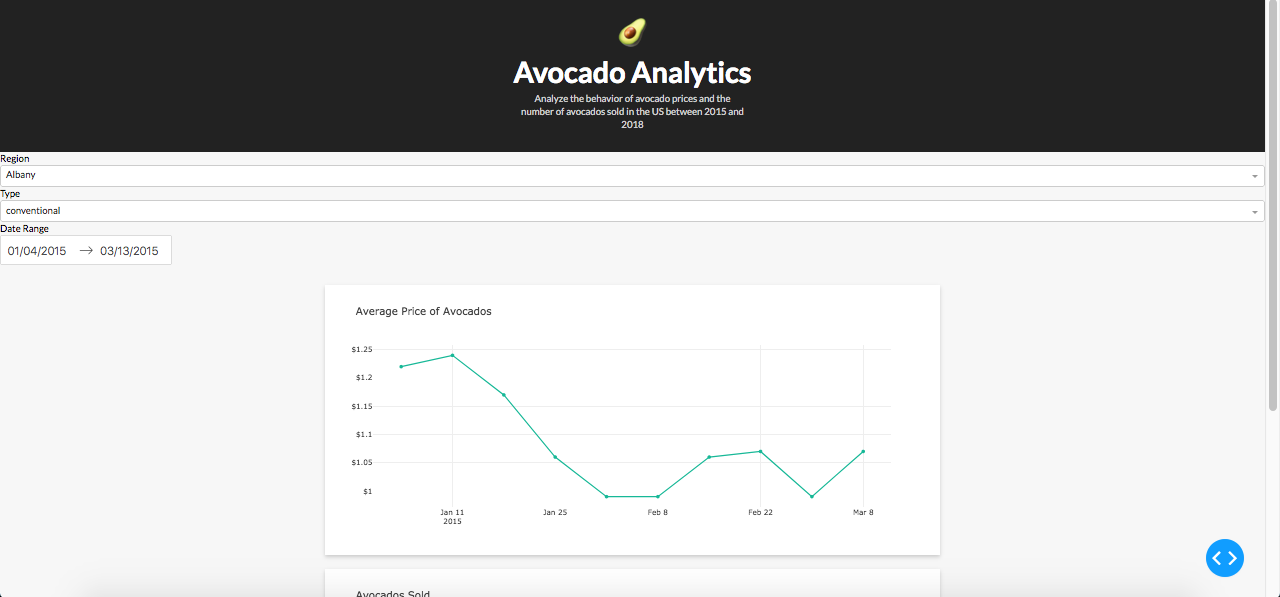 Avocado Analytics
Analyze the behavior of avocado prices and the
number of avocados sold in the US between 2015 and
2018
Region
Albany
Type
conventional
Date Range
01/04/2015 → 03/13/2015
Average Price of Avocados
$1.25
$1.2
$1.15
$1.1
$1.05
$1
Jan 11 Jan 25 Feb 8 Feb 22 Mar 8
2015
Avocados Sold